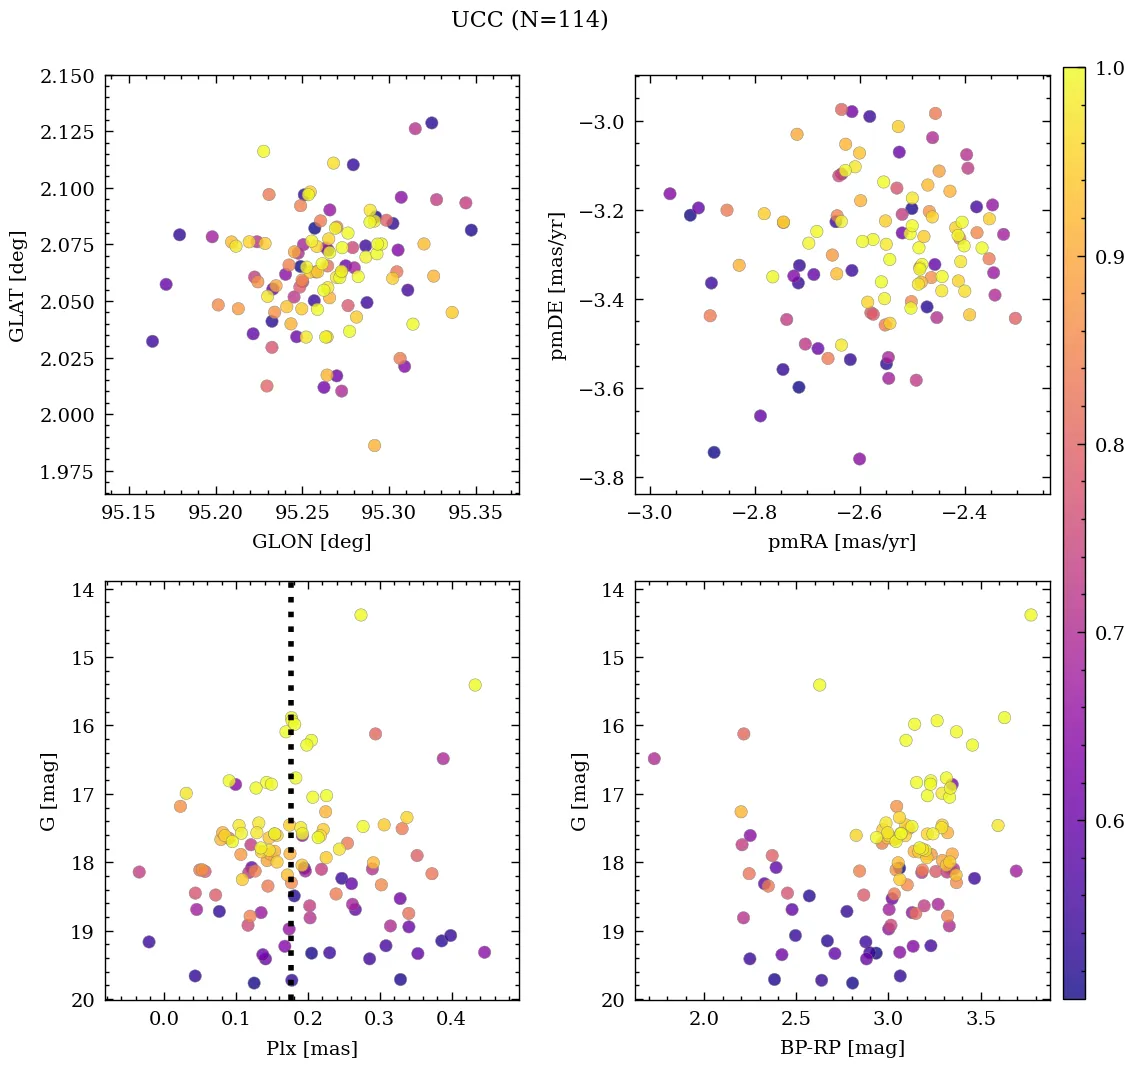 UCC (N=114)
2.150
2.125
2.100
2.075
2.050
2.025
2.000
1.975
GLAT [deg]
95.15 95.20 95.25 95.30 95.35
GLON [deg]
−3.0
−3.2
−3.4
−3.6
−3.8
pmDE [mas/yr]
−3.0 −2.8 −2.6 −2.4
pmRA [mas/yr]
1.0
0.9
0.8
0.7
0.6
14
15
16
17
18
19
20
G [mag]
0.0 0.1 0.2 0.3 0.4
Plx [mas]
14
15
16
17
18
19
20
G [mag]
2.0 2.5 3.0 3.5
BP-RP [mag]